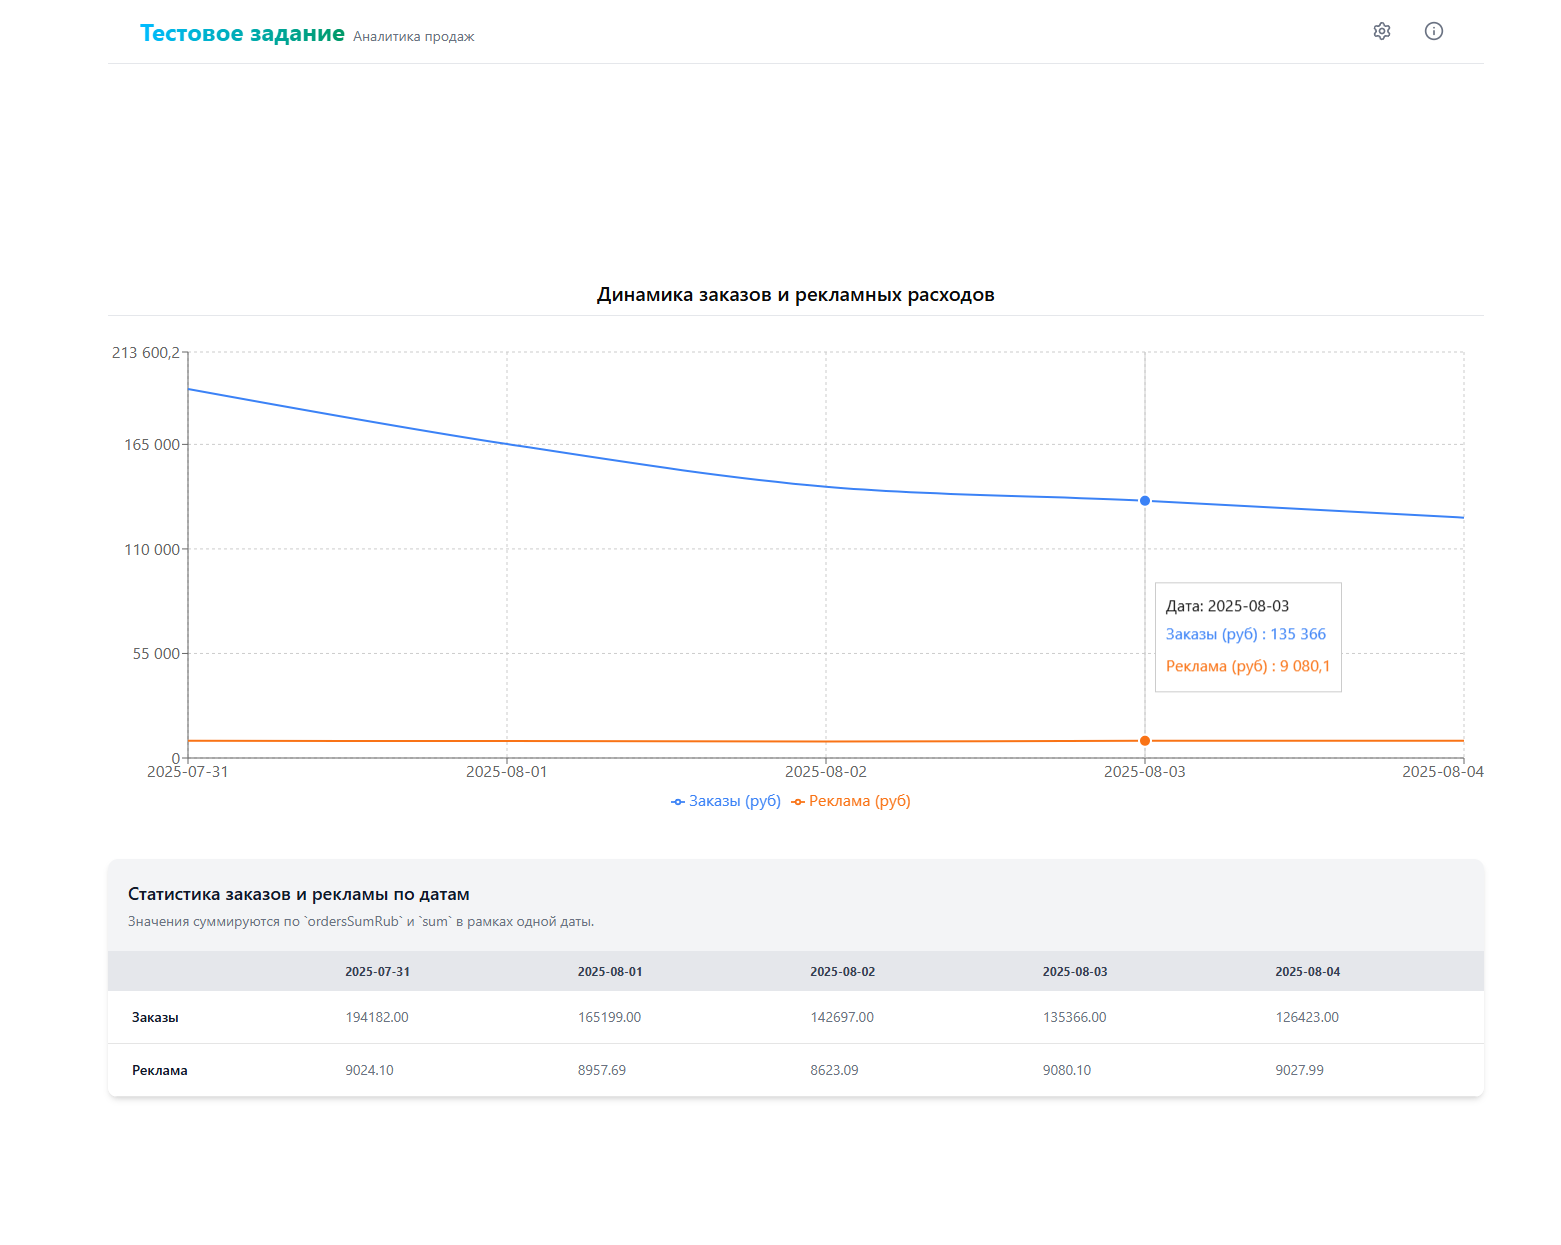 Тестовое задание Аналитика продаж
Динамика заказов и рекламных расходов
213 600,2
165 000
110 000
55 000
0
Дата: 2025-08-03
Заказы (руб) : 135 366
Реклама (руб) : 9 080,1
2025-07-31 2025-08-01 2025-08-02 2025-08-03 2025-08-04
Заказы (руб) Реклама (руб)
Статистика заказов и рекламы по датам
Значения суммируются по `ordersSumRub` и `sum` в рамках одной даты.
2025-07-31 2025-08-01 2025-08-02 2025-08-03 2025-08-04
Заказы 194182.00 165199.00 142697.00 135366.00 126423.00
Реклама 9024.10 8957.69 8623.09 9080.10 9027.99